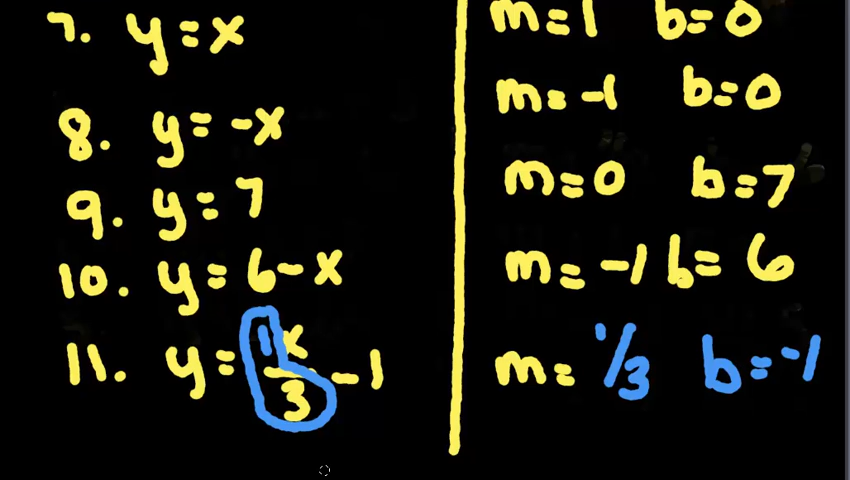 7. y=x m=1 b=0
8. y=-x m=-1 b=0
9. y=7 m=0 b=7
10. y=6-x m=-1 b=6
11. y=1x/3-1 m=1/3 b=-1